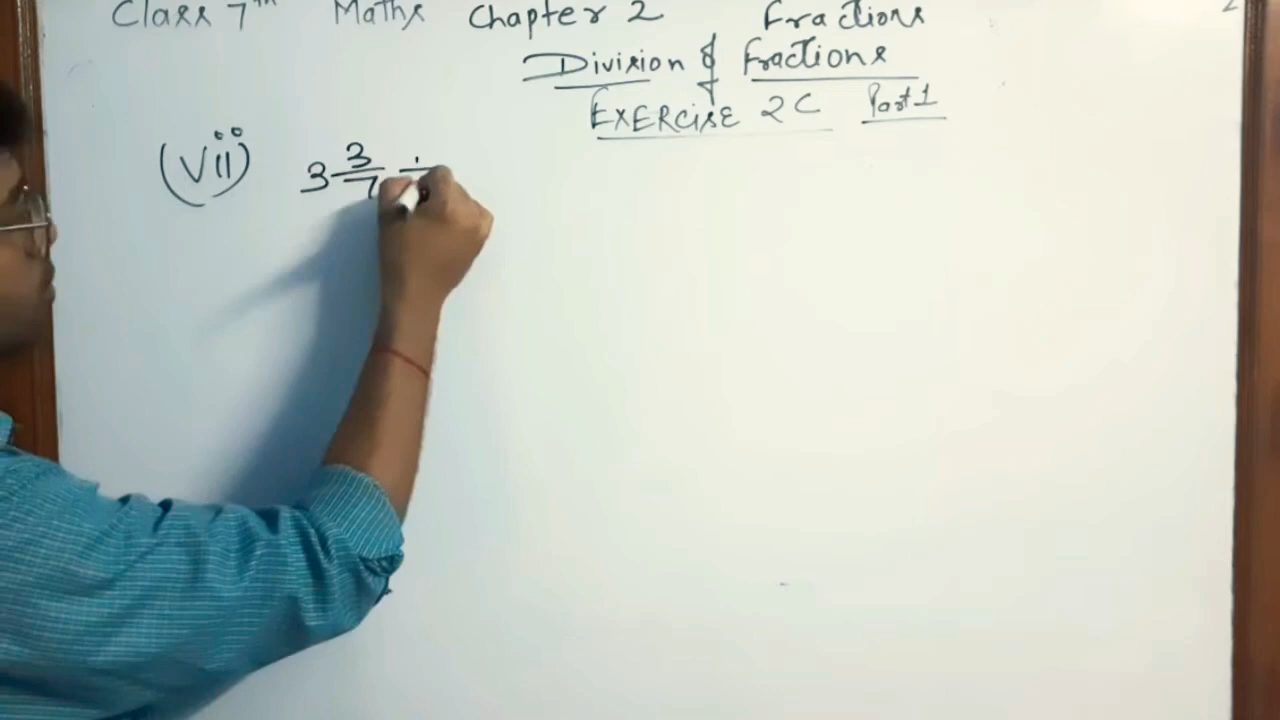 Class 7th Maths Chapter 2 Fractions
Division of Fractions
EXERCISE 2C Part 1
(vii) 3 3/7 ÷